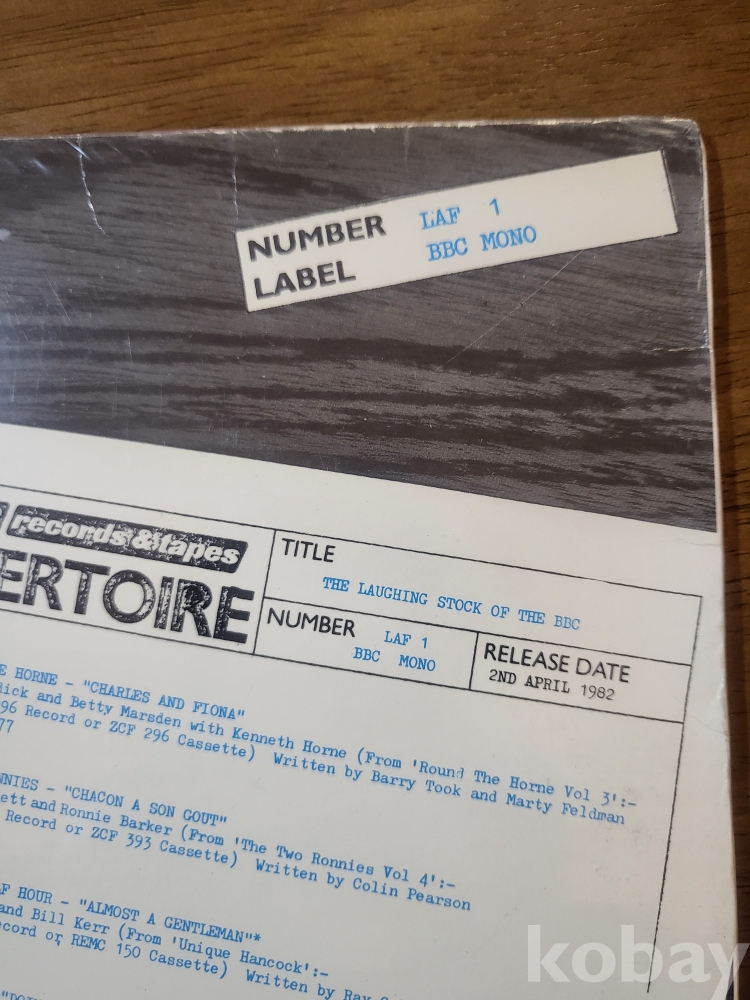 NUMBER LAF 1
LABEL BBC MONO
records & tapes
ERTOIRE
TITLE
THE LAUGHING STOCK OF THE BBC
NUMBER LAF 1
BBC MONO
RELEASE DATE
2ND APRIL 1982
E HORNE - "CHARLES AND FIONA"
dick and Betty Marsden with Kenneth Horne (From 'Round The Horne Vol 3':-
96 Record or ZCF 296 Cassette) Written by Barry Took and Marty Feldman
77
NNIES - "CHACON A SON GOUT"
ett and Ronnie Barker (From 'The Two Ronnies Vol 4':-
Record or ZCF 393 Cassette) Written by Colin Pearson
LF HOUR - "ALMOST A GENTLEMAN"*
and Bill Kerr (From 'Unique Hancock':-
ecord or REMC 150 Cassette) Written by Ray
kobay